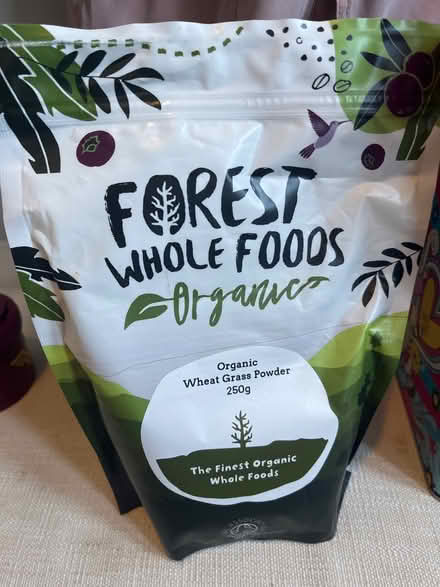 FOREST
WHOLE FOODS
Organic
Organic
Wheat Grass Powder
250g
The Finest Organic
Whole Foods